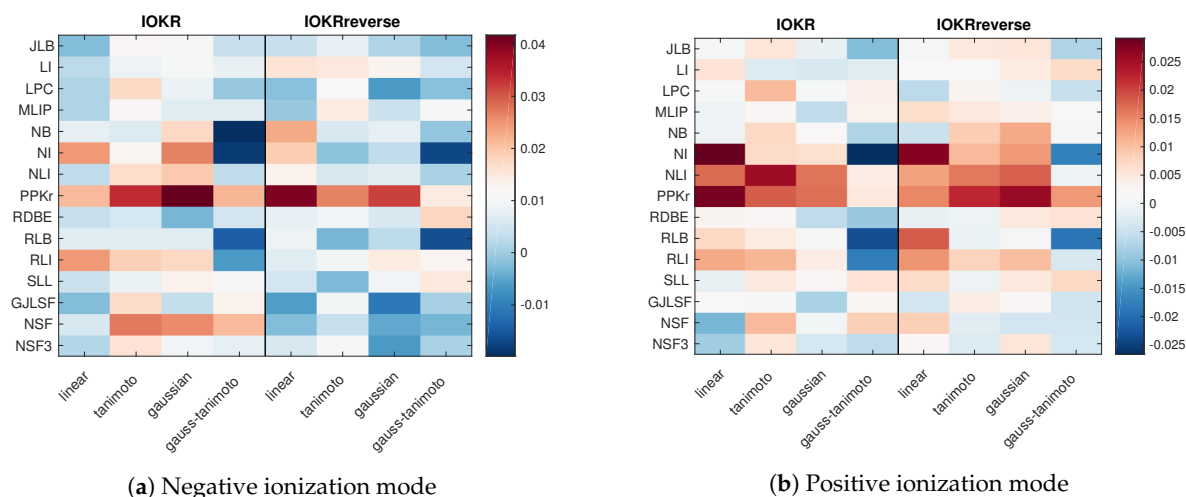 IOKR IOKRreverse
JLB
LI
LPC
MLIP
NB
NI
NLI
PPKr
RDBE
RLB
RLI
SLL
GJLSF
NSF
NSF3
0.04
0.03
0.02
0.01
0
-0.01
linear tanimoto gaussian gauss-tanimoto linear tanimoto gaussian gauss-tanimoto
(a) Negative ionization mode
IOKR IOKRreverse
JLB
LI
LPC
MLIP
NB
NI
NLI
PPKr
RDBE
RLB
RLI
SLL
GJLSF
NSF
NSF3
0.025
0.02
0.015
0.01
0.005
0
-0.005
-0.01
-0.015
-0.02
-0.025
linear tanimoto gaussian gauss-tanimoto linear tanimoto gaussian gauss-tanimoto
(b) Positive ionization mode